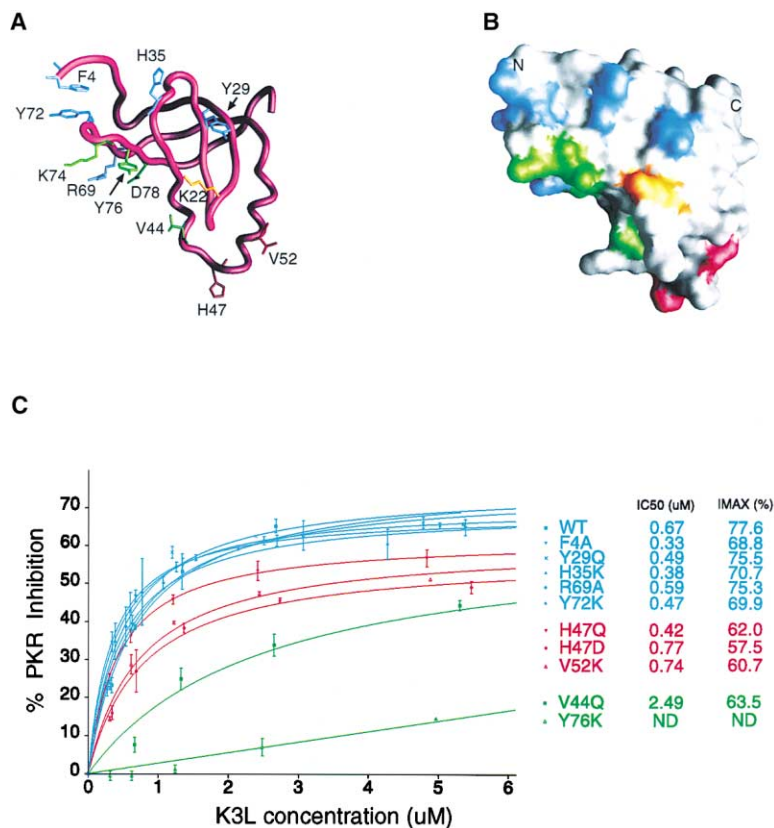 A
B
H35
F4
Y29
Y72
K74
R69
D78
K22
Y76
V44
V52
H47
N
C
C
% PKR Inhibition
70
60
50
40
30
20
10
0
0 1 2 3 4 5 6
K3L concentration (uM)
IC50 (uM) IMAX (%)
WT 0.67 77.6
F4A 0.33 68.8
Y29Q 0.49 75.5
H35K 0.38 70.7
R69A 0.59 75.3
Y72K 0.47 69.9
H47Q 0.42 62.0
H47D 0.77 57.5
V52K 0.74 60.7
V44Q 2.49 63.5
Y76K ND ND